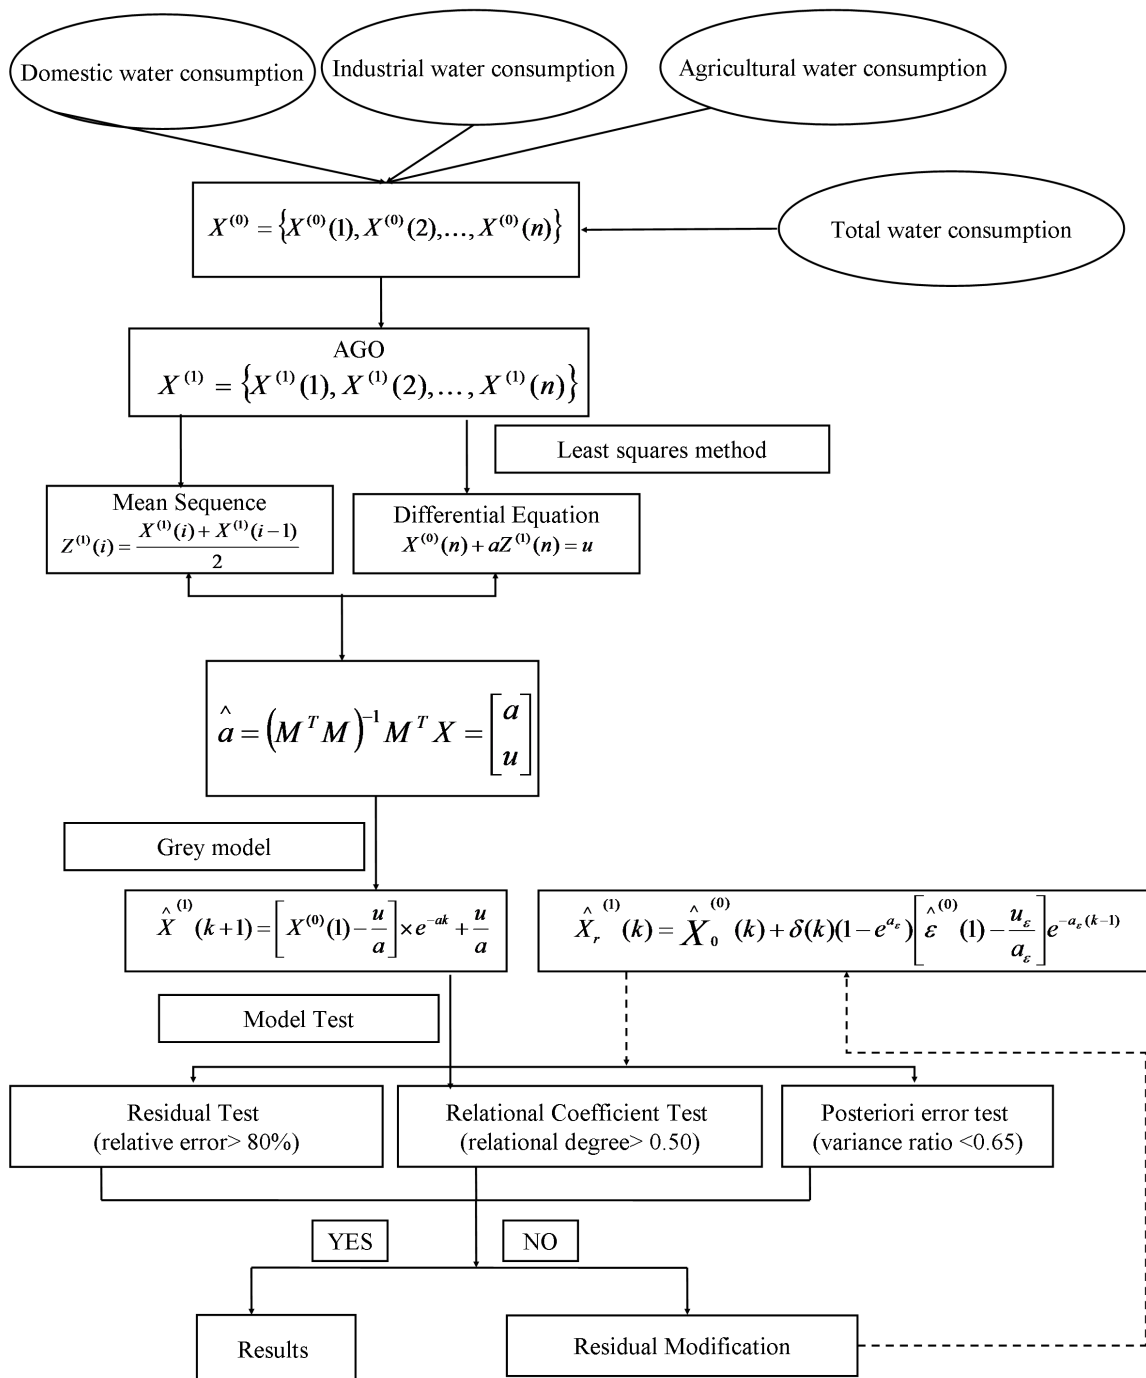 Domestic water consumption
Industrial water consumption
Agricultural water consumption
X^(0) = {X^(0)(1), X^(0)(2),…, X^(0)(n)}
Total water consumption
AGO
X^(1) = {X^(1)(1), X^(1)(2),…, X^(1)(n)}
Least squares method
Mean Sequence
Z^(1)(i) = (X^(1)(i) + X^(1)(i−1))/2
Differential Equation
X^(0)(n) + aZ^(1)(n) = u
â = (M^T M)^−1 M^T X = [a u]
Grey model
X̂^(1)(k+1) = [X^(0)(1) − u/a] × e^−ak + u/a
X̂_r^(1)(k) = X̂_0^(0)(k) + δ(k)(1 − e^a_ε)[ε̂^(0)(1) − u_ε/a_ε]e^−a_ε(k−1)
Model Test
Residual Test
(relative error> 80%)
Relational Coefficient Test
(relational degree> 0.50)
Posteriori error test
(variance ratio <0.65)
YES
NO
Results
Residual Modification